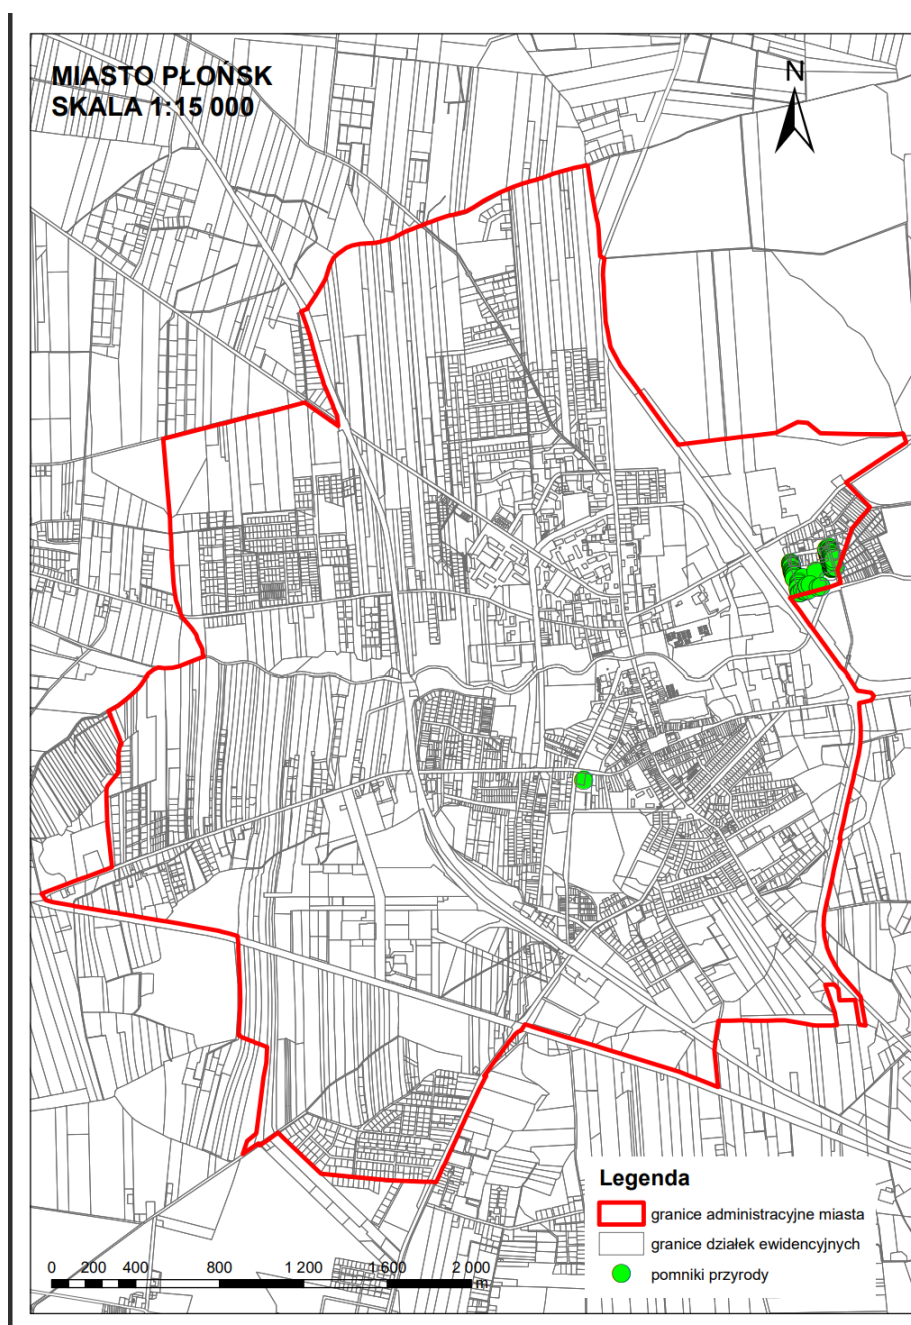 MIASTO PŁOŃSK
SKALA 1:15 000
N
Legenda
granice administracyjne miasta
granice działek ewidencyjnych
pomniki przyrody
0 200 400 800 1 200 1 600 2 000
m